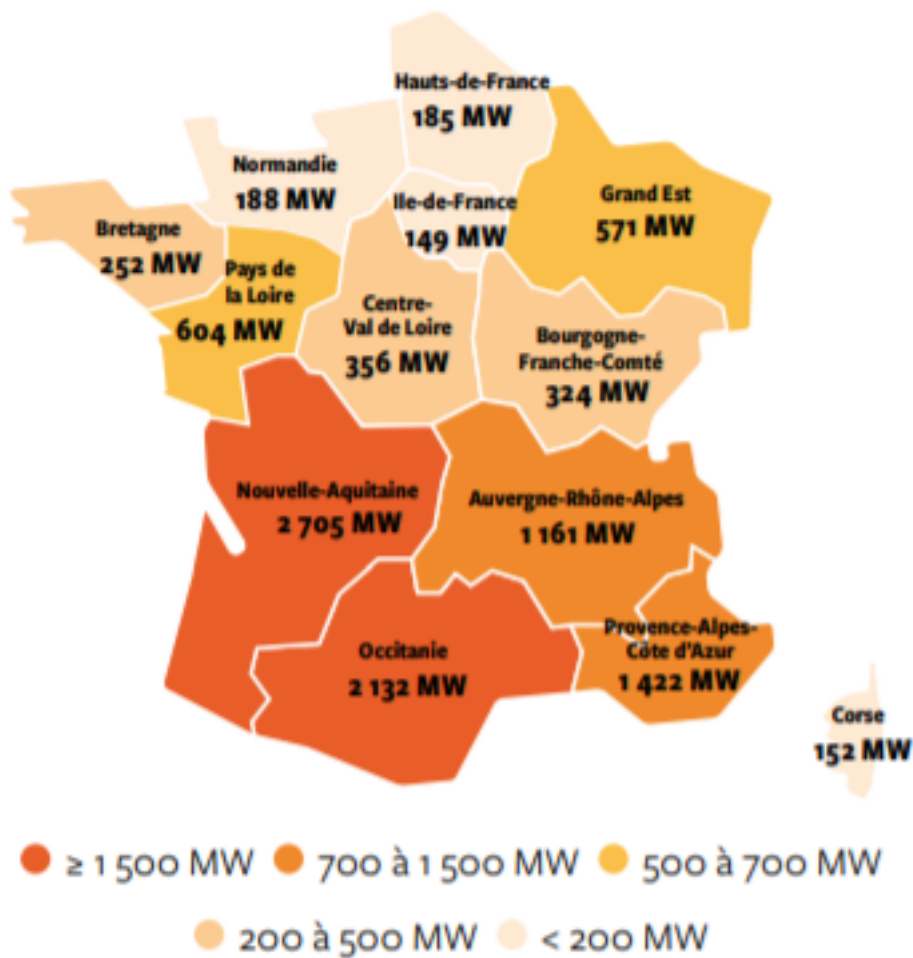 Hauts-de-France
185 MW
Normandie
188 MW
Ile-de-France
149 MW
Grand Est
571 MW
Bretagne
252 MW
Pays de
la Loire
604 MW
Centre-
Val de Loire
356 MW
Bourgogne-
Franche-Comté
324 MW
Nouvelle-Aquitaine
2 705 MW
Auvergne-Rhône-Alpes
1 161 MW
Occitanie
2 132 MW
Provence-Alpes-
Côte d'Azur
1 422 MW
Corse
152 MW
≥ 1 500 MW
700 à 1 500 MW
500 à 700 MW
200 à 500 MW
< 200 MW